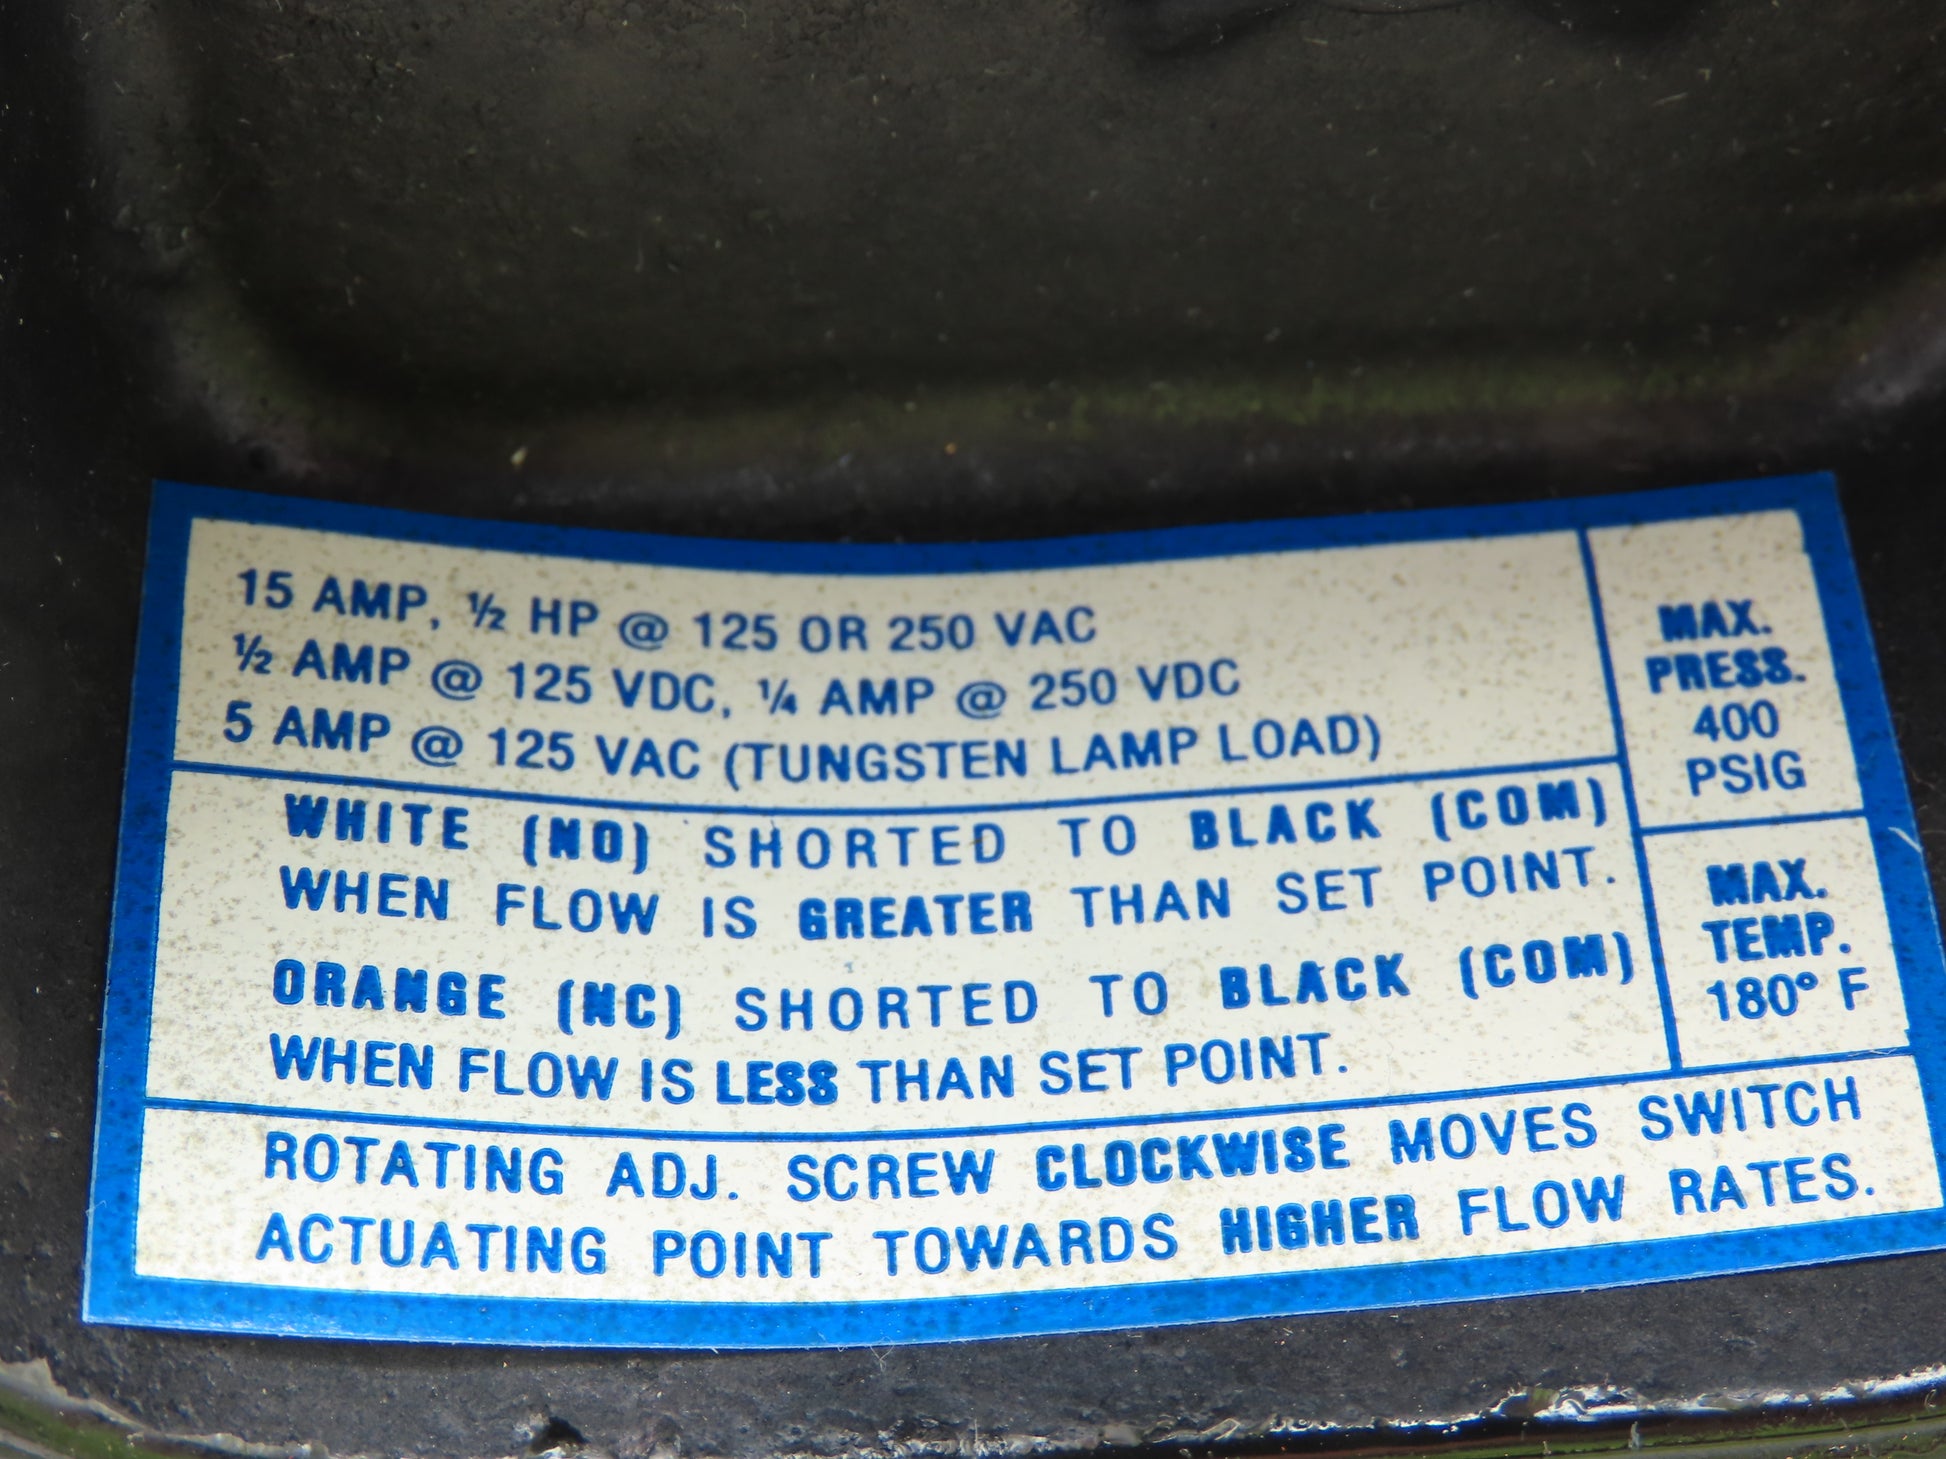 15 AMP, ½ HP @ 125 OR 250 VAC
½ AMP @ 125 VDC, ¼ AMP @ 250 VDC
5 AMP @ 125 VAC (TUNGSTEN LAMP LOAD)
MAX.
PRESS.
400
PSIG
WHITE (NO) SHORTED TO BLACK (COM)
WHEN FLOW IS GREATER THAN SET POINT.
ORANGE (NC) SHORTED TO BLACK (COM)
WHEN FLOW IS LESS THAN SET POINT.
MAX.
TEMP.
180° F
ROTATING ADJ. SCREW CLOCKWISE MOVES SWITCH
ACTUATING POINT TOWARDS HIGHER FLOW RATES.